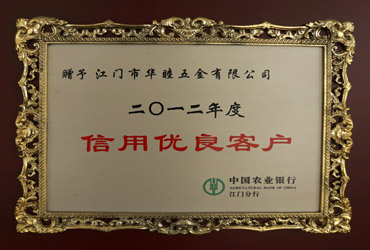 赠予 江门市华睦五金有限公司
二〇一二年度
信用优良客户
中国农业银行
AGRICULTURAL BANK OF CHINA
江门分行